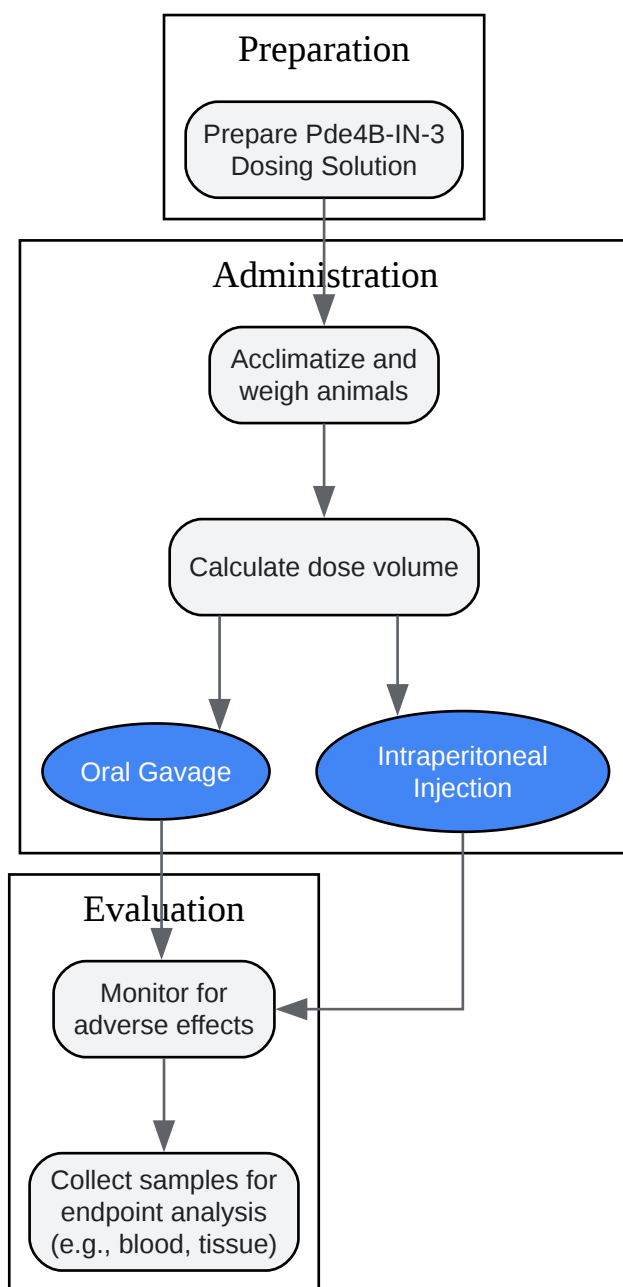 Preparation
Prepare Pde4B-IN-3
Dosing Solution
Administration
Acclimatize and
weigh animals
Calculate dose volume
Oral Gavage
Intraperitoneal
Injection
Evaluation
Monitor for
adverse effects
Collect samples for
endpoint analysis
(e.g., blood, tissue)